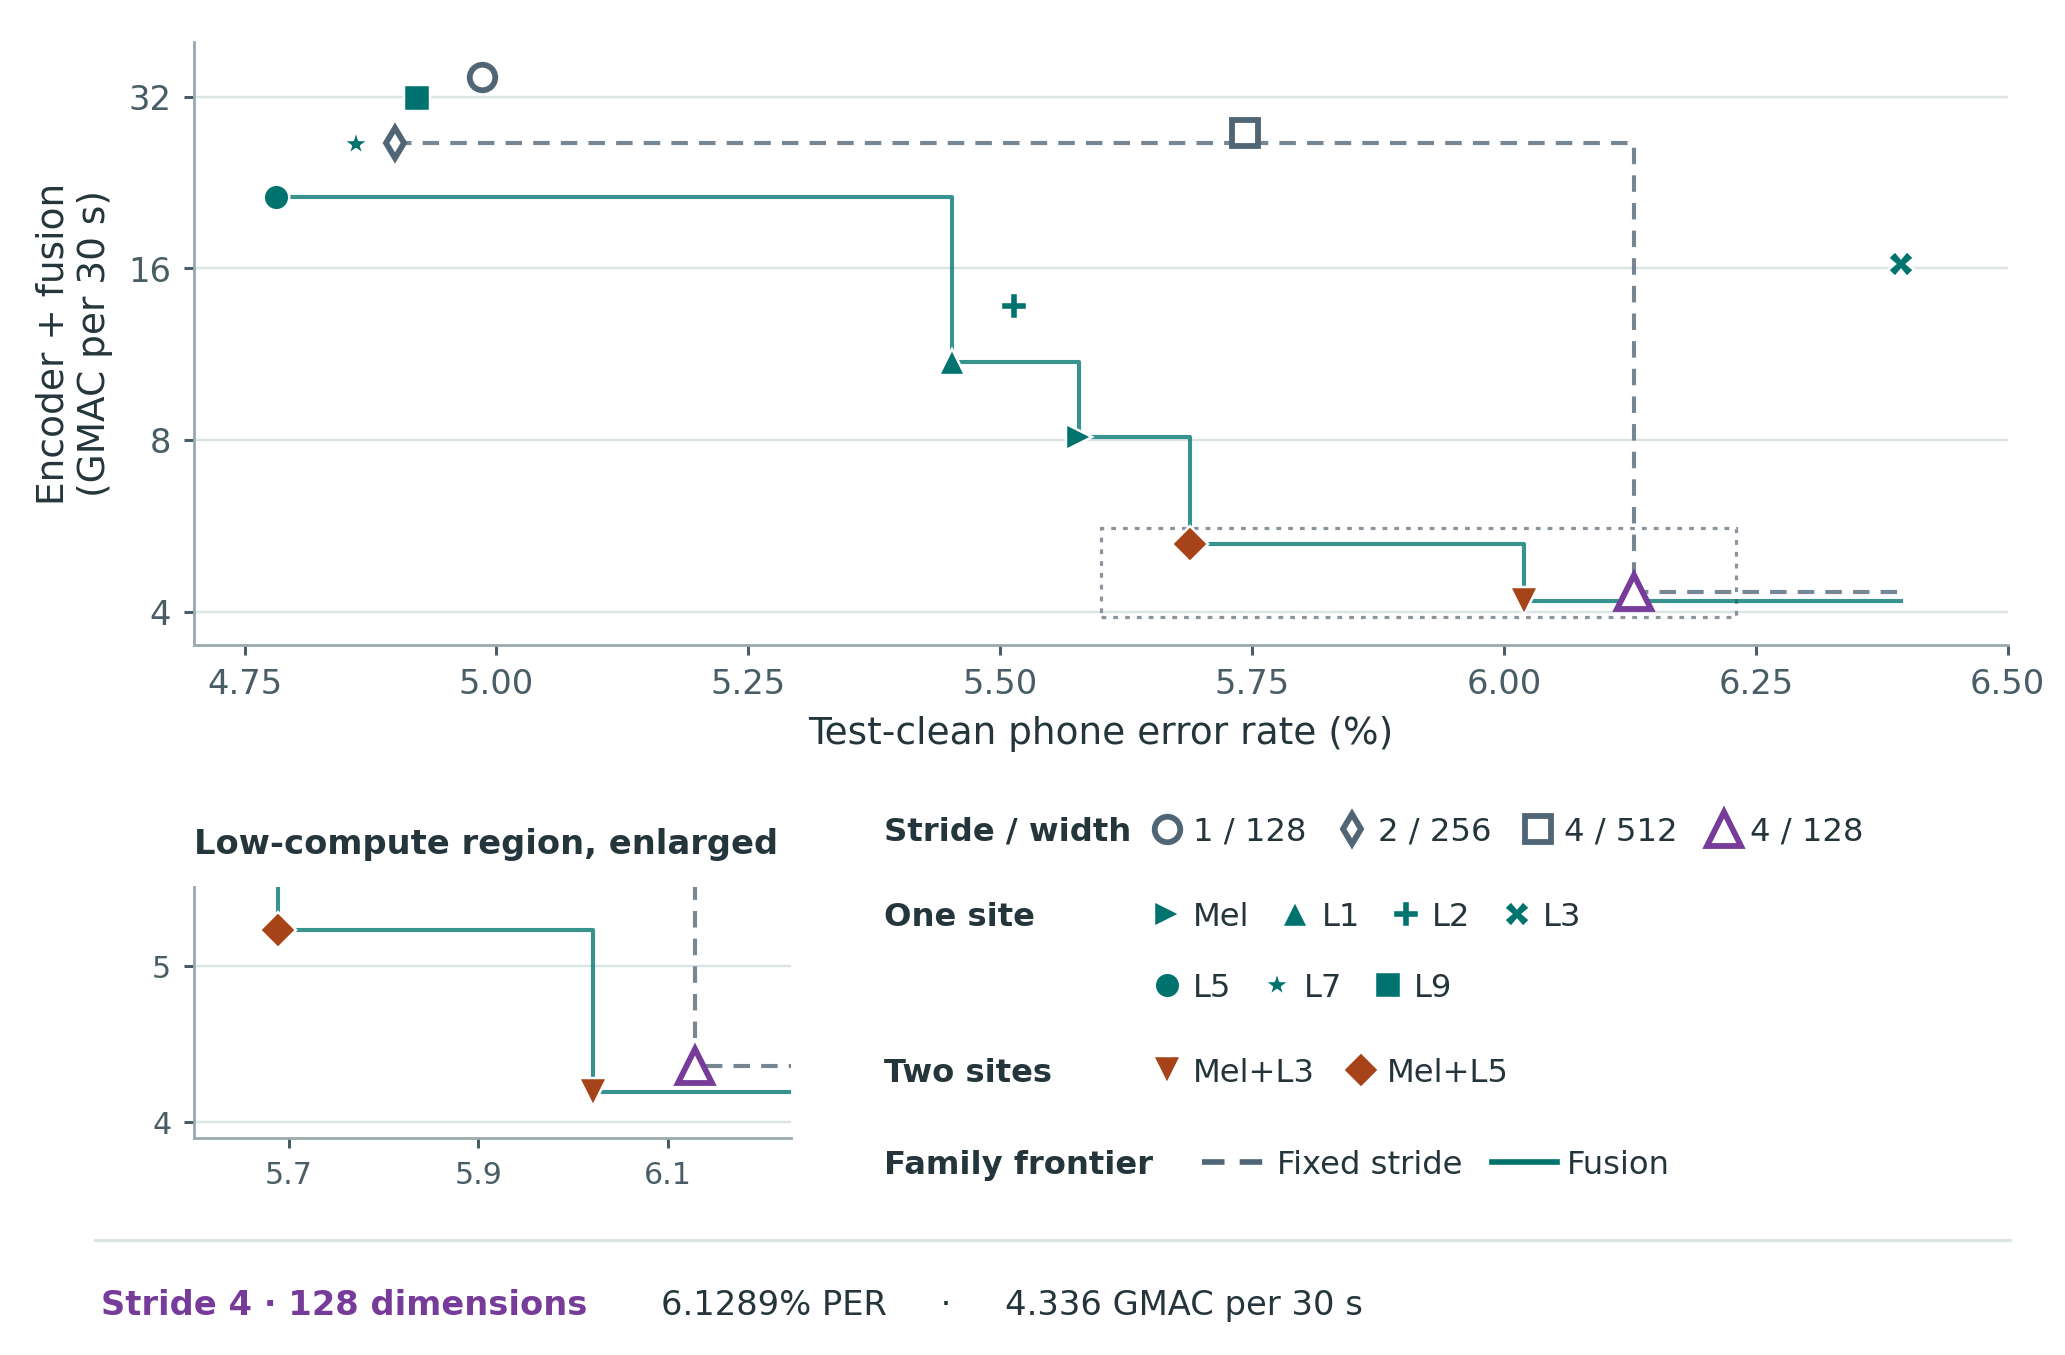 32
16
8
4
Encoder + fusion
(GMAC per 30 s)
4.75 5.00 5.25 5.50 5.75 6.00 6.25 6.50
Test-clean phone error rate (%)
Low-compute region, enlarged
5
4
5.7 5.9 6.1
Stride / width 1 / 128 2 / 256 4 / 512 4 / 128
One site Mel L1 L2 L3
L5 L7 L9
Two sites Mel+L3 Mel+L5
Family frontier Fixed stride Fusion
Stride 4 · 128 dimensions 6.1289% PER · 4.336 GMAC per 30 s